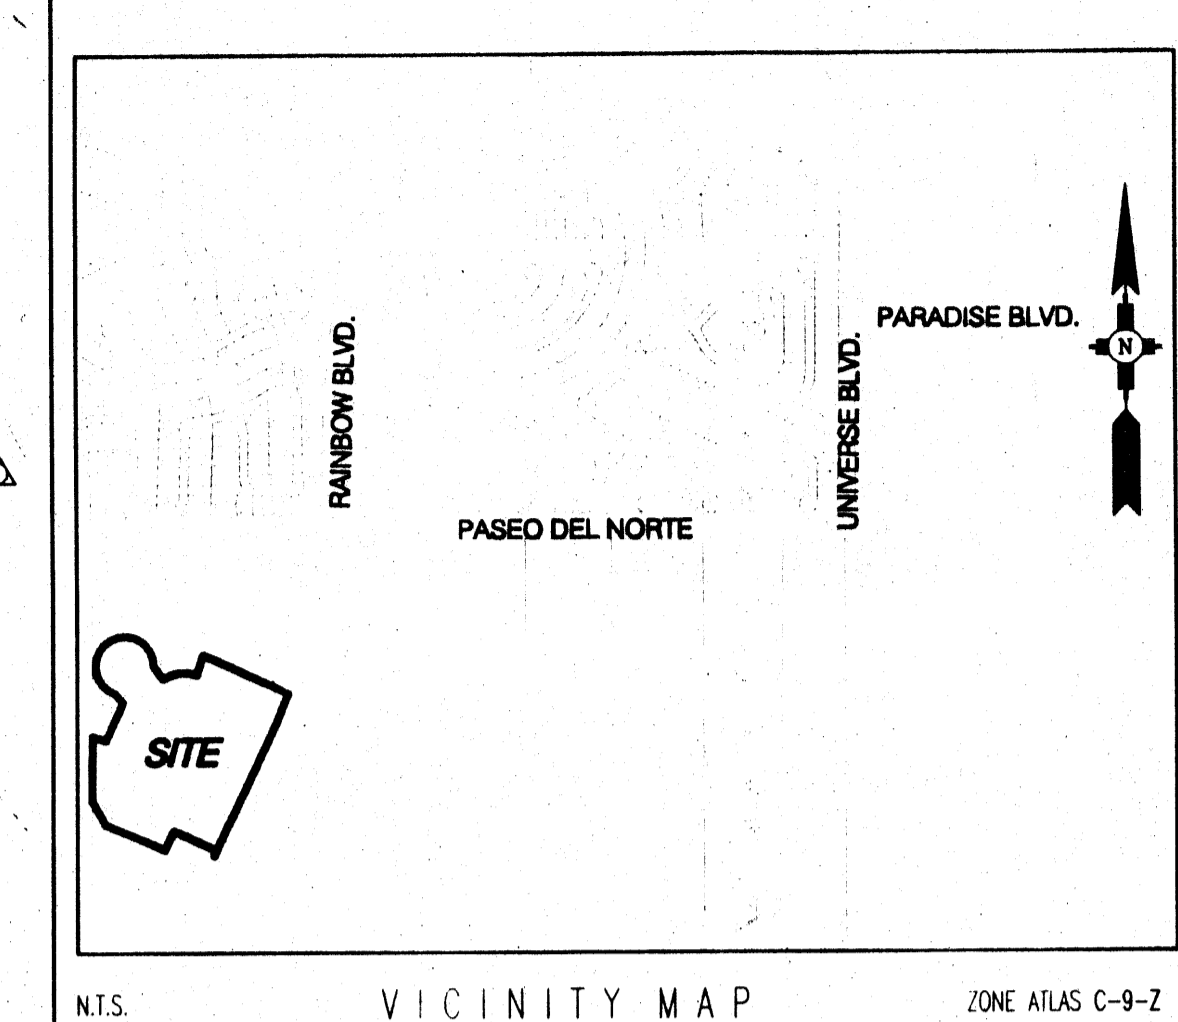 RAINBOW BLVD.
PARADISE BLVD.
UNIVERSE BLVD.
N
PASEO DEL NORTE
SITE
N.T.S.
VICINITY MAP
ZONE ATLAS C-9-Z